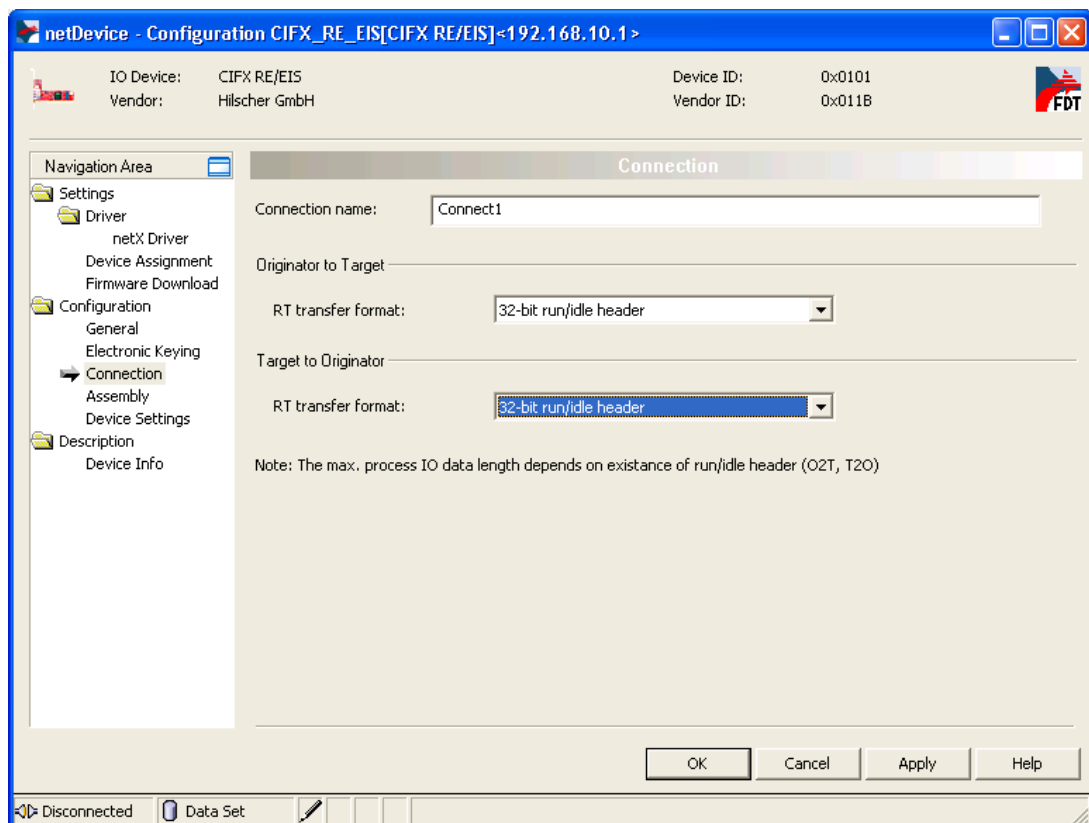 netDevice - Configuration CIFX_RE_EIS[CIFX RE/EIS]<192.168.10.1>
IO Device: CIFX RE/EIS Device ID: 0x0101
Vendor: Hilscher GmbH Vendor ID: 0x011B
FDT
Navigation Area
Settings
Driver
netX Driver
Device Assignment
Firmware Download
Configuration
General
Electronic Keying
Connection
Assembly
Device Settings
Description
Device Info
Connection
Connection name: Connect1
Originator to Target
RT transfer format: 32-bit run/idle header
Target to Originator
RT transfer format: 32-bit run/idle header
Note: The max. process IO data length depends on existance of run/idle header (O2T, T2O)
OK Cancel Apply Help
Disconnected Data Set